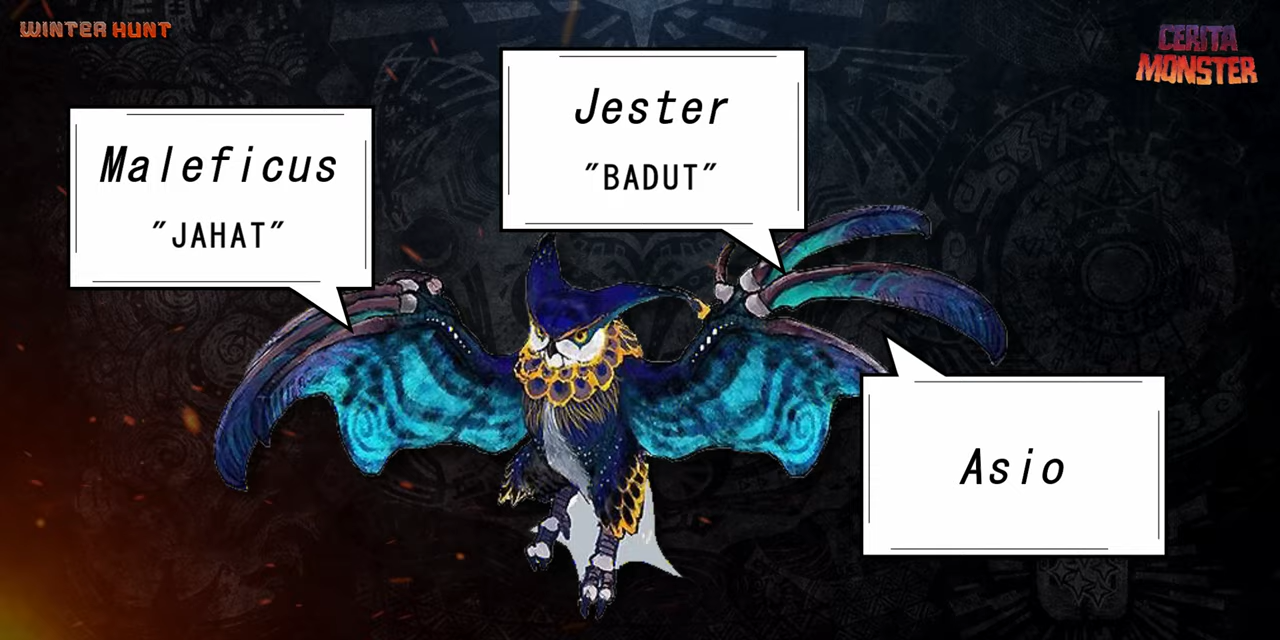 WINTER HUNT
CERITA
MONSTER
Maleficus
"JAHAT"
Jester
"BADUT"
Asio